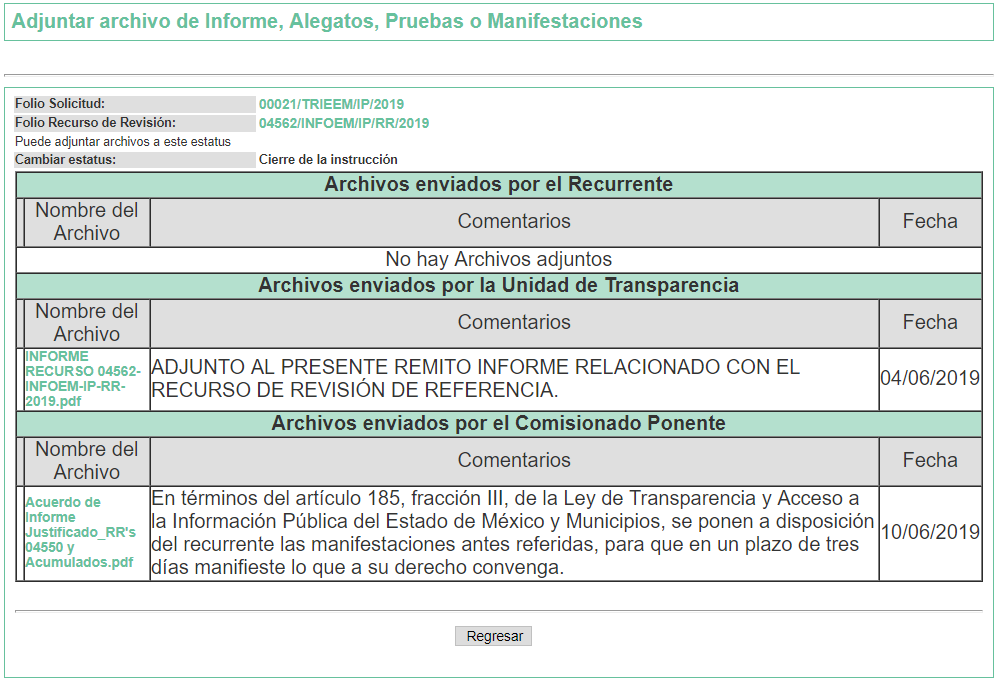 Adjuntar archivo de Informe, Alegatos, Pruebas o Manifestaciones
Folio Solicitud: 00021/TRIEEM/IP/2019
Folio Recurso de Revisión: 04562/INFOEM/IP/RR/2019
Puede adjuntar archivos a este estatus
Cambiar estatus: Cierre de la instrucción
Archivos enviados por el Recurrente
Nombre del
Archivo
Comentarios
Fecha
No hay Archivos adjuntos
Archivos enviados por la Unidad de Transparencia
Nombre del
Archivo
Comentarios
Fecha
INFORME
RECURSO 04562-
INFOEM-IP-RR-
2019.pdf
ADJUNTO AL PRESENTE REMITO INFORME RELACIONADO CON EL
RECURSO DE REVISIÓN DE REFERENCIA.
04/06/2019
Archivos enviados por el Comisionado Ponente
Nombre del
Archivo
Comentarios
Fecha
Acuerdo de
Informe
Justificado_RR's
04550 y
Acumulados.pdf
En términos del artículo 185, fracción III, de la Ley de Transparencia y Acceso a
la Información Pública del Estado de México y Municipios, se ponen a disposición
del recurrente las manifestaciones antes referidas, para que en un plazo de tres
días manifieste lo que a su derecho convenga.
10/06/2019
Regresar